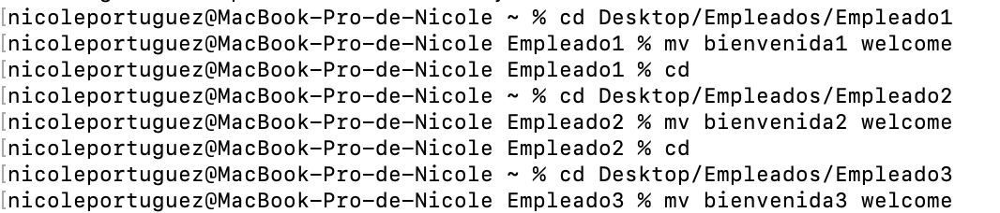 [nicoleportuguez@MacBook-Pro-de-Nicole ~ % cd Desktop/Empleados/Empleado1
[nicoleportuguez@MacBook-Pro-de-Nicole Empleado1 % mv bienvenida1 welcome
[nicoleportuguez@MacBook-Pro-de-Nicole Empleado1 % cd
[nicoleportuguez@MacBook-Pro-de-Nicole ~ % cd Desktop/Empleados/Empleado2
[nicoleportuguez@MacBook-Pro-de-Nicole Empleado2 % mv bienvenida2 welcome
[nicoleportuguez@MacBook-Pro-de-Nicole Empleado2 % cd
[nicoleportuguez@MacBook-Pro-de-Nicole ~ % cd Desktop/Empleados/Empleado3
[nicoleportuguez@MacBook-Pro-de-Nicole Empleado3 % mv bienvenida3 welcome